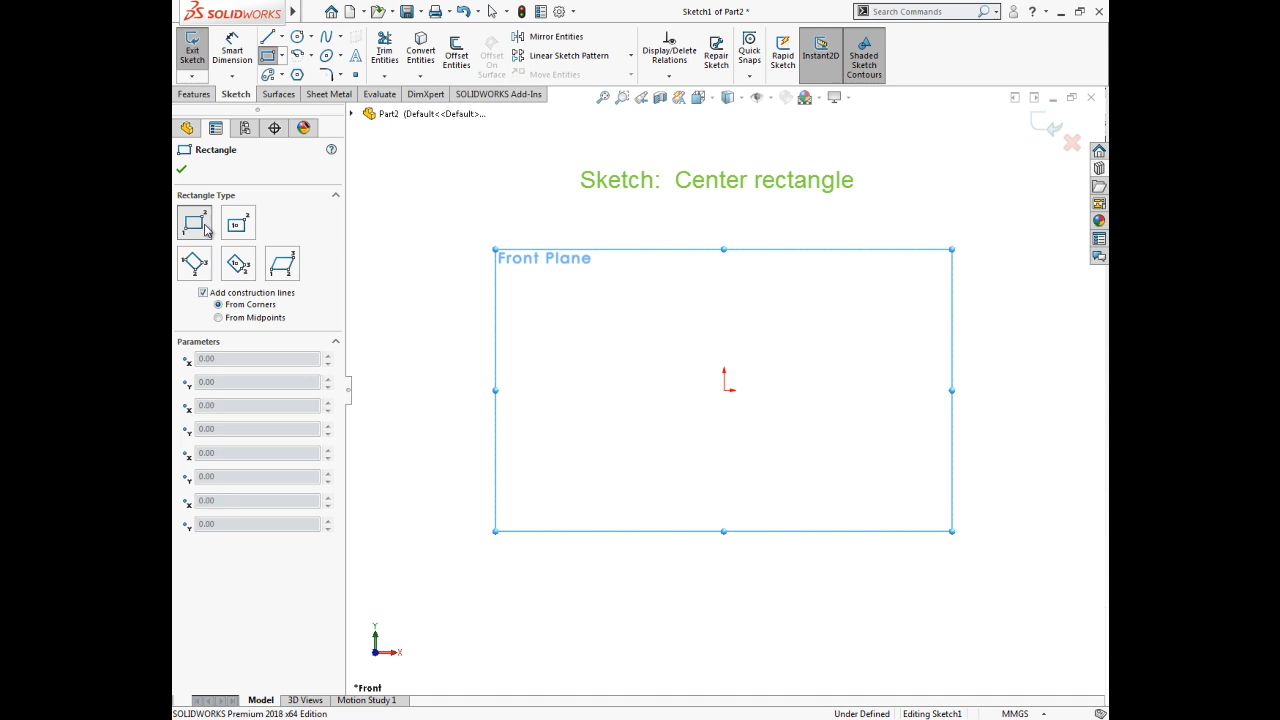 SOLIDWORKS
Sketch1 of Part2 *
Search Commands
Exit Sketch
Smart Dimension
Trim Entities
Convert Entities
Offset Entities
Offset On Surface
Mirror Entities
Linear Sketch Pattern
Move Entities
Display/Delete Relations
Repair Sketch
Quick Snaps
Rapid Sketch
Instant2D
Shaded Sketch Contours
Features
Sketch
Surfaces
Sheet Metal
Evaluate
DimXpert
SOLIDWORKS Add-Ins
Part2 (Default<<Default>...
Rectangle
Sketch: Center rectangle
Rectangle Type
Front Plane
Add construction lines
From Corners
From Midpoints
Parameters
0.00
0.00
0.00
0.00
0.00
0.00
0.00
0.00
Y
X
*Front
Model
3D Views
Motion Study 1
SOLIDWORKS Premium 2018 x64 Edition
Under Defined
Editing Sketch1
MMGS